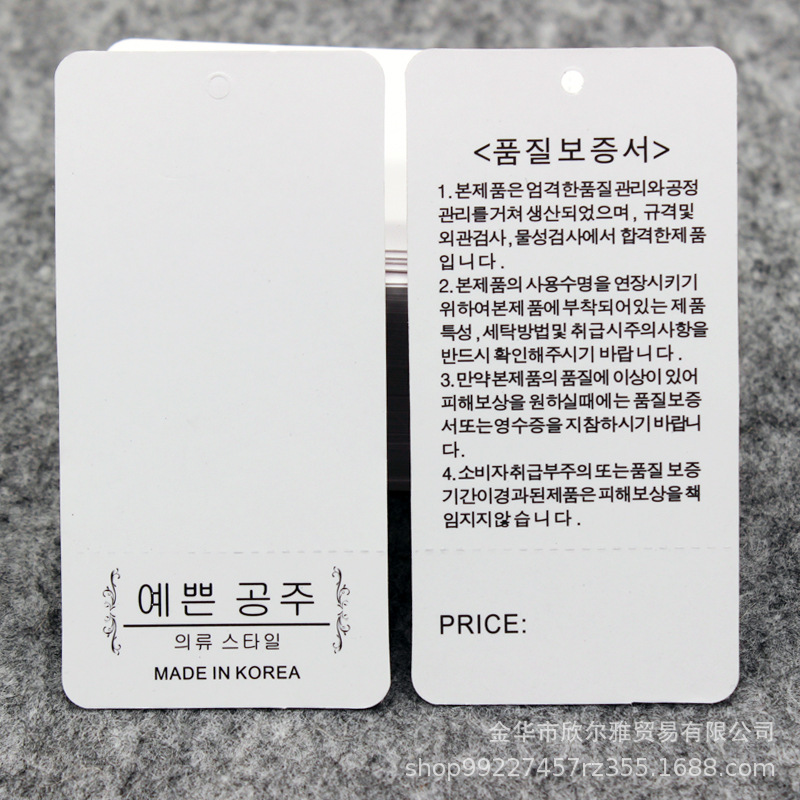 예쁜 공주
의류 스타일
MADE IN KOREA
<품질보증서>
1. 본제품은 엄격한품질관리와공정
관리를거쳐 생산되었으며, 규격및
외관검사,물성검사에서 합격한제품
입니다.
2. 본제품의 사용수명을 연장시키기
위하여본제품에부착되어있는 제품
특성,세탁방법및 취급시주의사항을
반드시 확인해주시기 바랍니다.
3. 만약본제품의 품질에이상이있어
피해보상을 원하실때에는 품질보증
서또는영수증을지참하시기바랍니
다.
4. 소비자취급부주의또는품질 보증
기간이경과된제품은피해보상을책
임지지않습니다.
PRICE:
金华市欣尔雅贸易有限公司
shop99227457rz355.1688.com